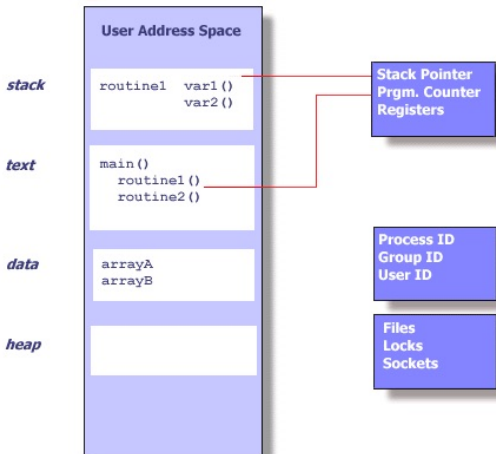 User Address Space
stack
routine1 var1()
var2()
text
main()
routine1()
routine2()
data
arrayA
arrayB
heap
Stack Pointer
Prgm. Counter
Registers
Process ID
Group ID
User ID
Files
Locks
Sockets